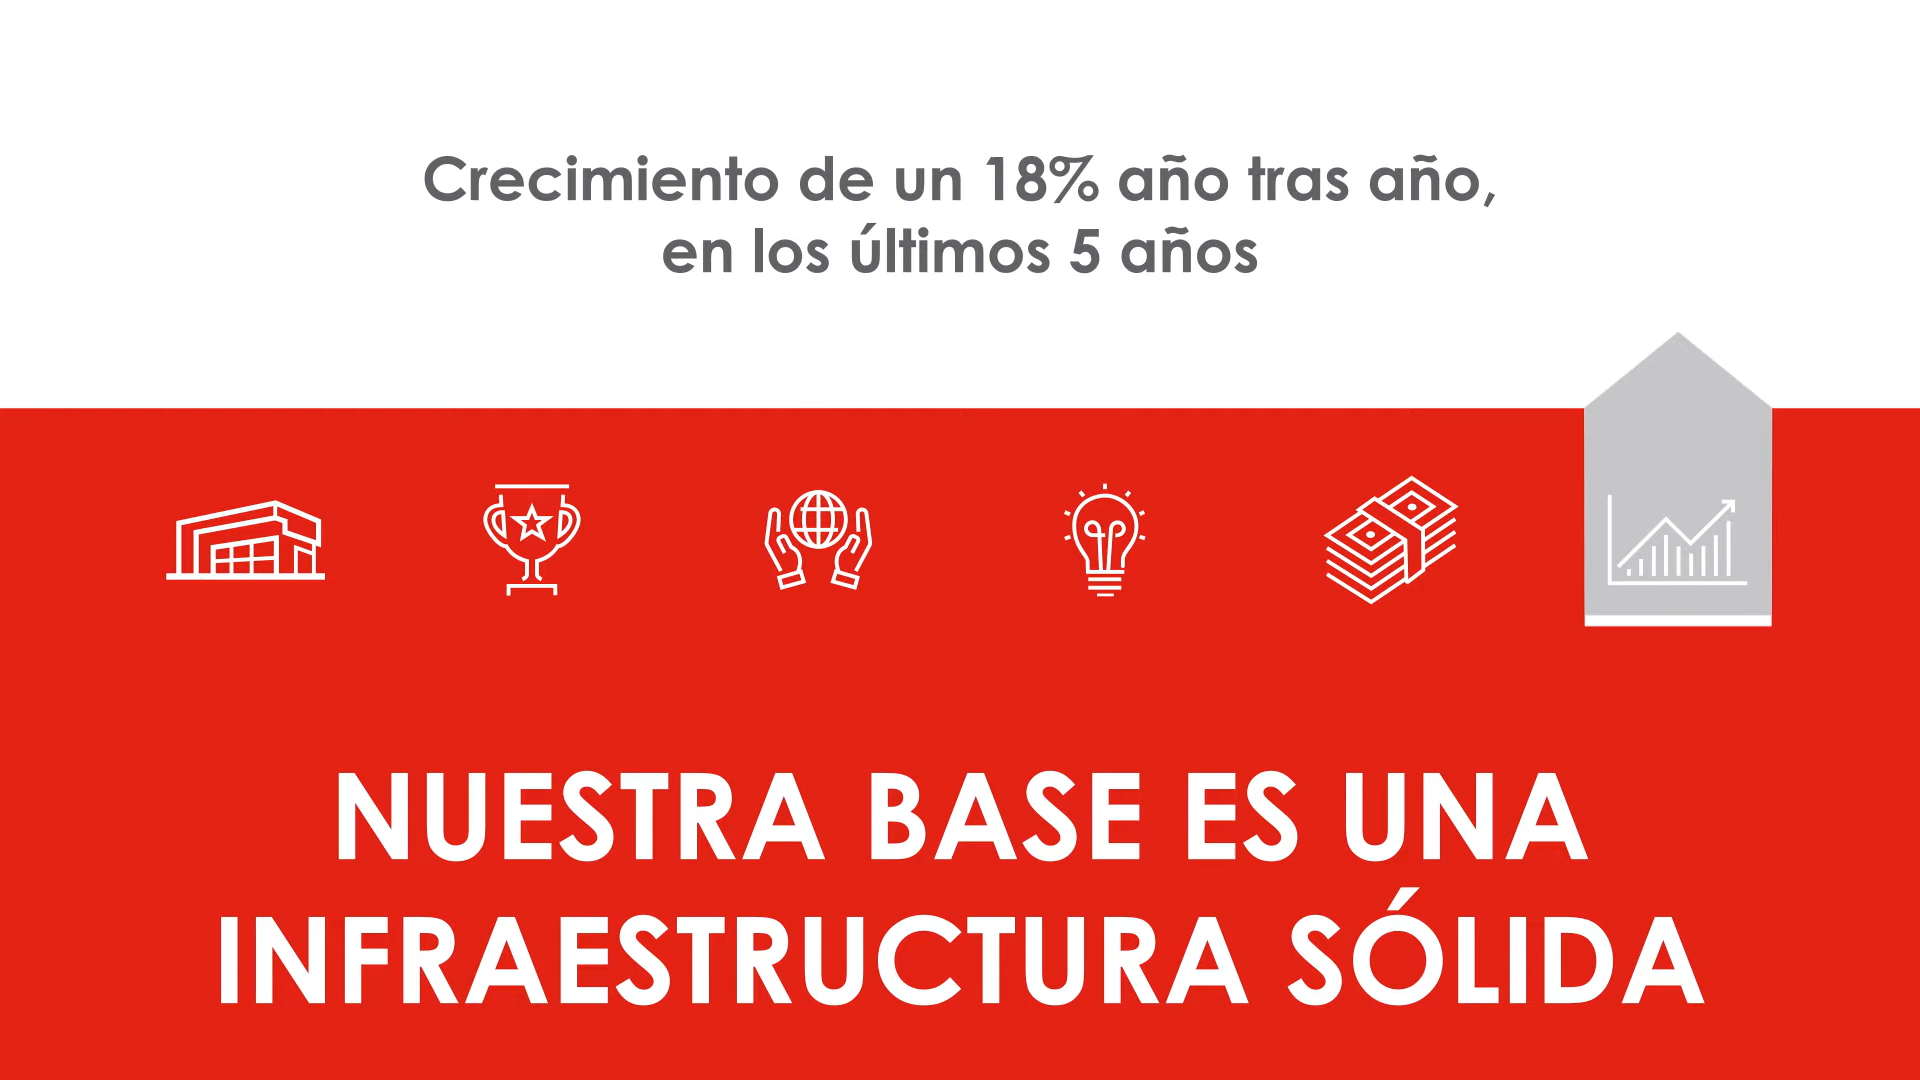 Crecimiento de un 18% año tras año,
en los últimos 5 años
NUESTRA BASE ES UNA
INFRAESTRUCTURA SÓLIDA